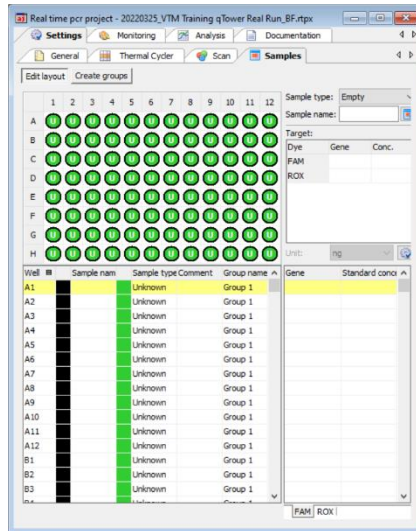 Real time pcr project - 20220325_VTM Training qTower Real Run_BF.rtpx
Settings Monitoring Analysis Documentation
General Thermal Cycler Scan Samples
Edit layout Create groups
1 2 3 4 5 6 7 8 9 10 11 12
A U U U U U U U U U U U U
B U U U U U U U U U U U U
C U U U U U U U U U U U U
D U U U U U U U U U U U U
E U U U U U U U U U U U U
F U U U U U U U U U U U U
G U U U U U U U U U U U U
H U U U U U U U U U U U U
Sample type: Empty
Sample name:
Target:
Dye Gene Conc.
FAM
ROX
Unit: ng
Well Sample nam Sample type Comment Group name
A1 Unknown Group 1
A2 Unknown Group 1
A3 Unknown Group 1
A4 Unknown Group 1
A5 Unknown Group 1
A6 Unknown Group 1
A7 Unknown Group 1
A8 Unknown Group 1
A9 Unknown Group 1
A10 Unknown Group 1
A11 Unknown Group 1
A12 Unknown Group 1
B1 Unknown Group 1
B2 Unknown Group 1
B3 Unknown Group 1
Gene Standard conce
FAM ROX